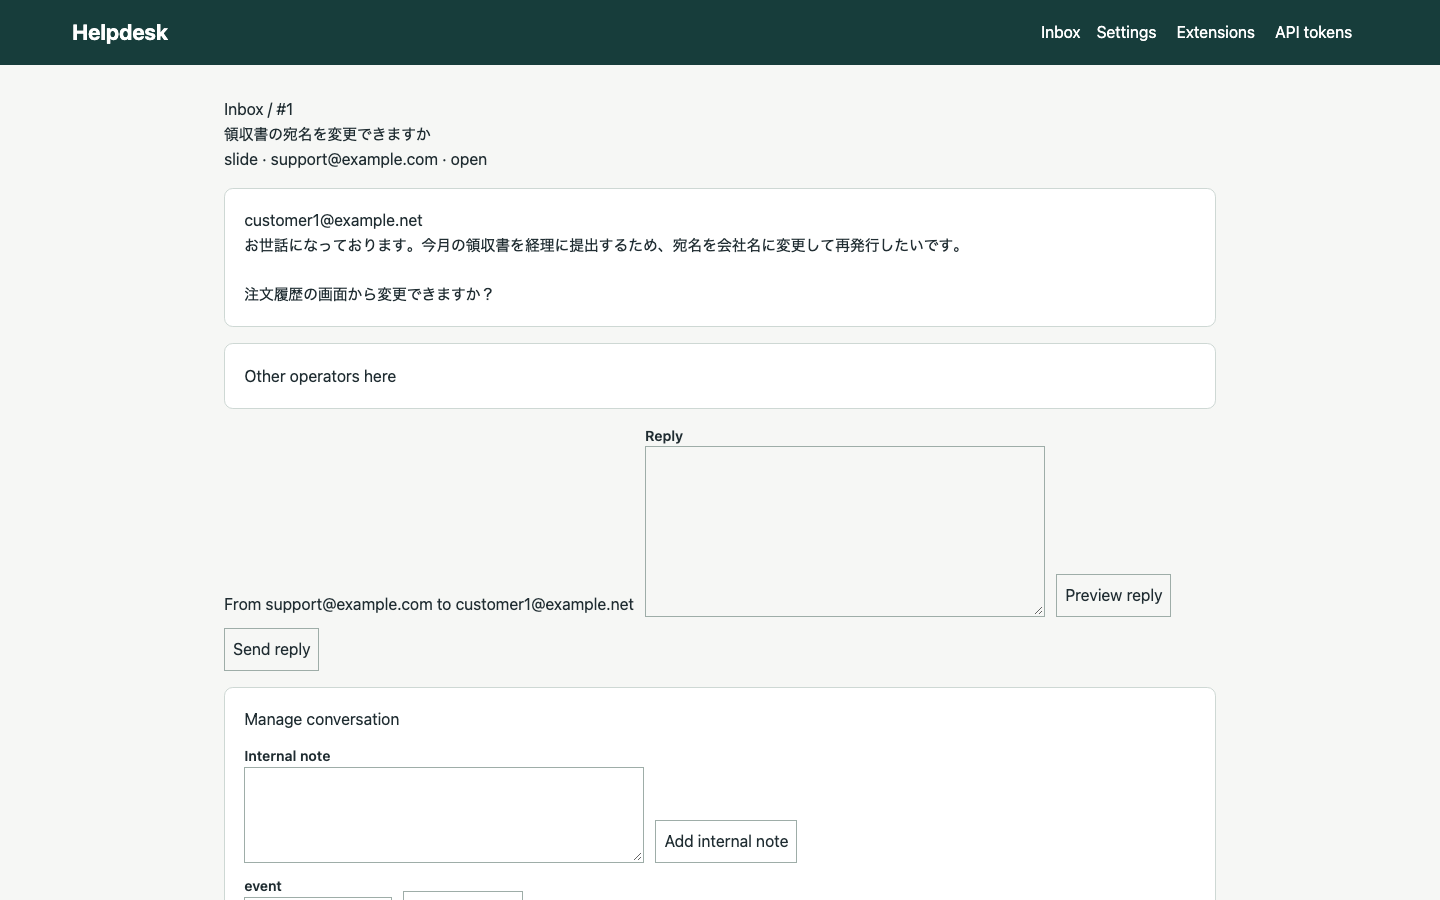 Helpdesk
Inbox Settings Extensions API tokens
Inbox / #1
領収書の宛名を変更できますか
slide · support@example.com · open
customer1@example.net
お世話になっております。今月の領収書を経理に提出するため、宛名を会社名に変更して再発行したいです。
注文履歴の画面から変更できますか？
Other operators here
Reply
From support@example.com to customer1@example.net
Preview reply
Send reply
Manage conversation
Internal note
Add internal note
event